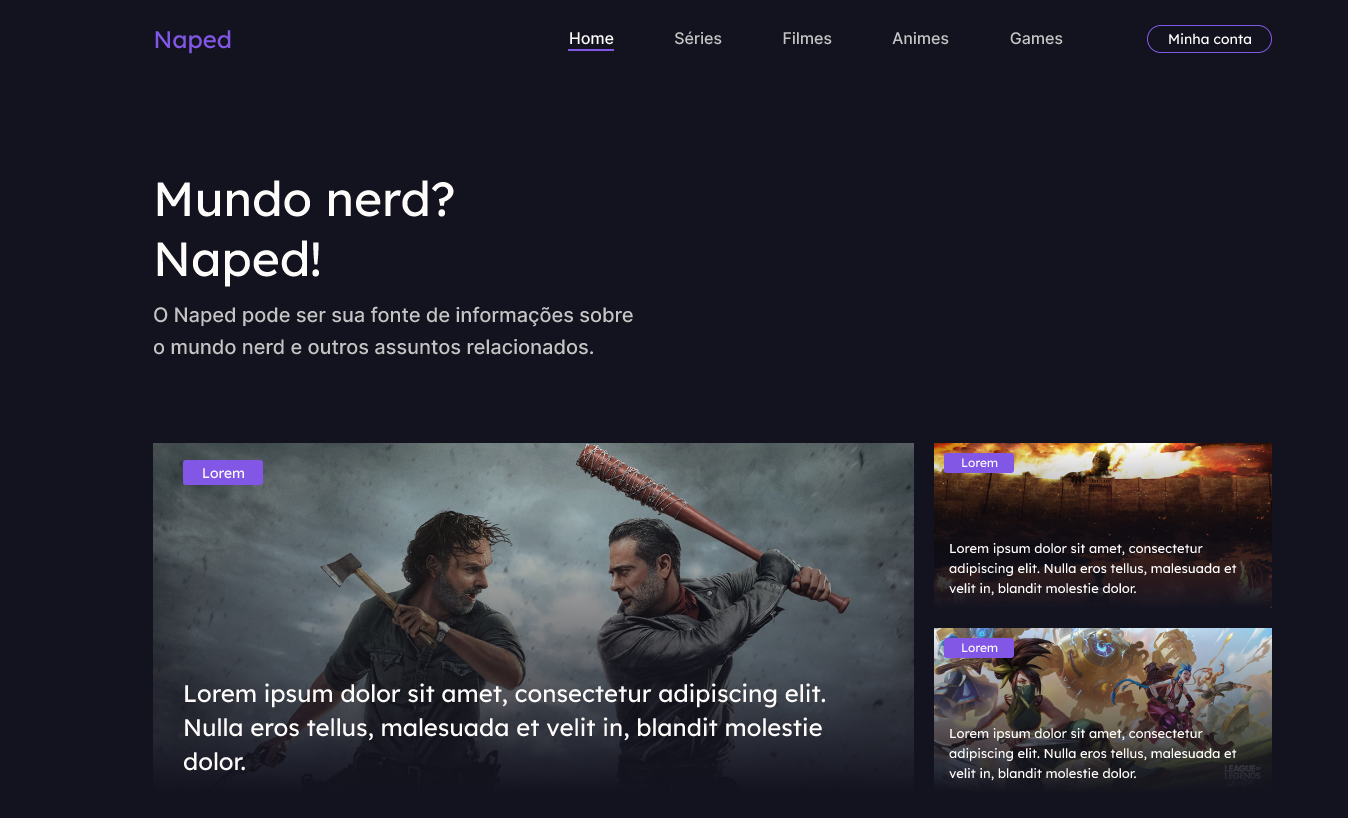 Naped
Home
Séries
Filmes
Animes
Games
Minha conta
Mundo nerd?
Naped!
O Naped pode ser sua fonte de informações sobre
o mundo nerd e outros assuntos relacionados.
Lorem
Lorem ipsum dolor sit amet, consectetur adipiscing elit.
Nulla eros tellus, malesuada et velit in, blandit molestie
dolor.
Lorem
Lorem ipsum dolor sit amet, consectetur
adipiscing elit. Nulla eros tellus, malesuada et
velit in, blandit molestie dolor.
Lorem
Lorem ipsum dolor sit amet, consectetur
adipiscing elit. Nulla eros tellus, malesuada et
velit in, blandit molestie dolor.
LEAGUE OF
LEGENDS